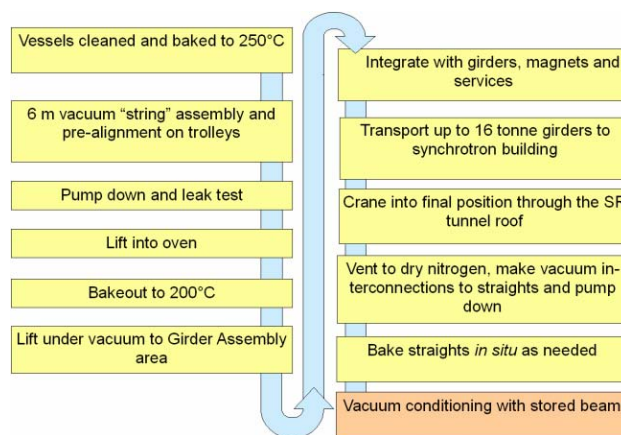 Vessels cleaned and baked to 250°C
6 m vacuum “string” assembly and
pre-alignment on trolleys
Pump down and leak test
Lift into oven
Bakeout to 200°C
Lift under vacuum to Girder Assembly
area
Integrate with girders, magnets and
services
Transport up to 16 tonne girders to
synchrotron building
Crane into final position through the SR
tunnel roof
Vent to dry nitrogen, make vacuum in-
terconnections to straights and pump
down
Bake straights in situ as needed
Vacuum conditioning with stored beam